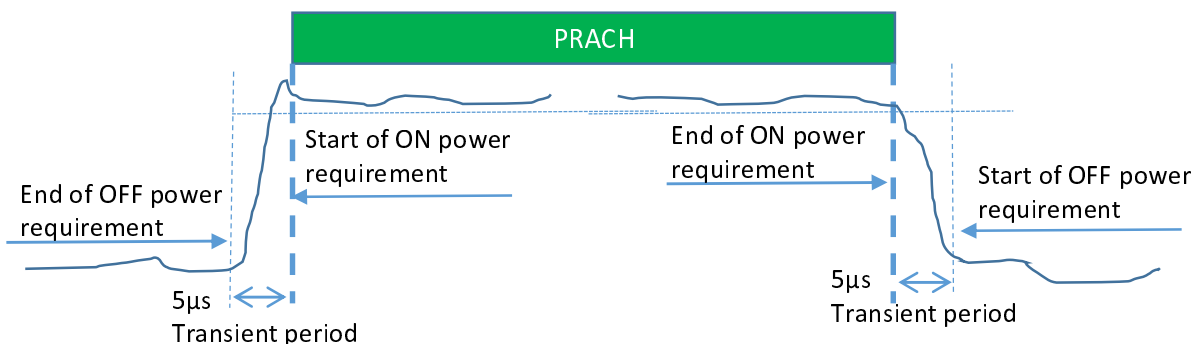 PRACH
Start of ON power
requirement
End of ON power
requirement
End of OFF power
requirement
Start of OFF power
requirement
5µs
Transient period
5µs
Transient period